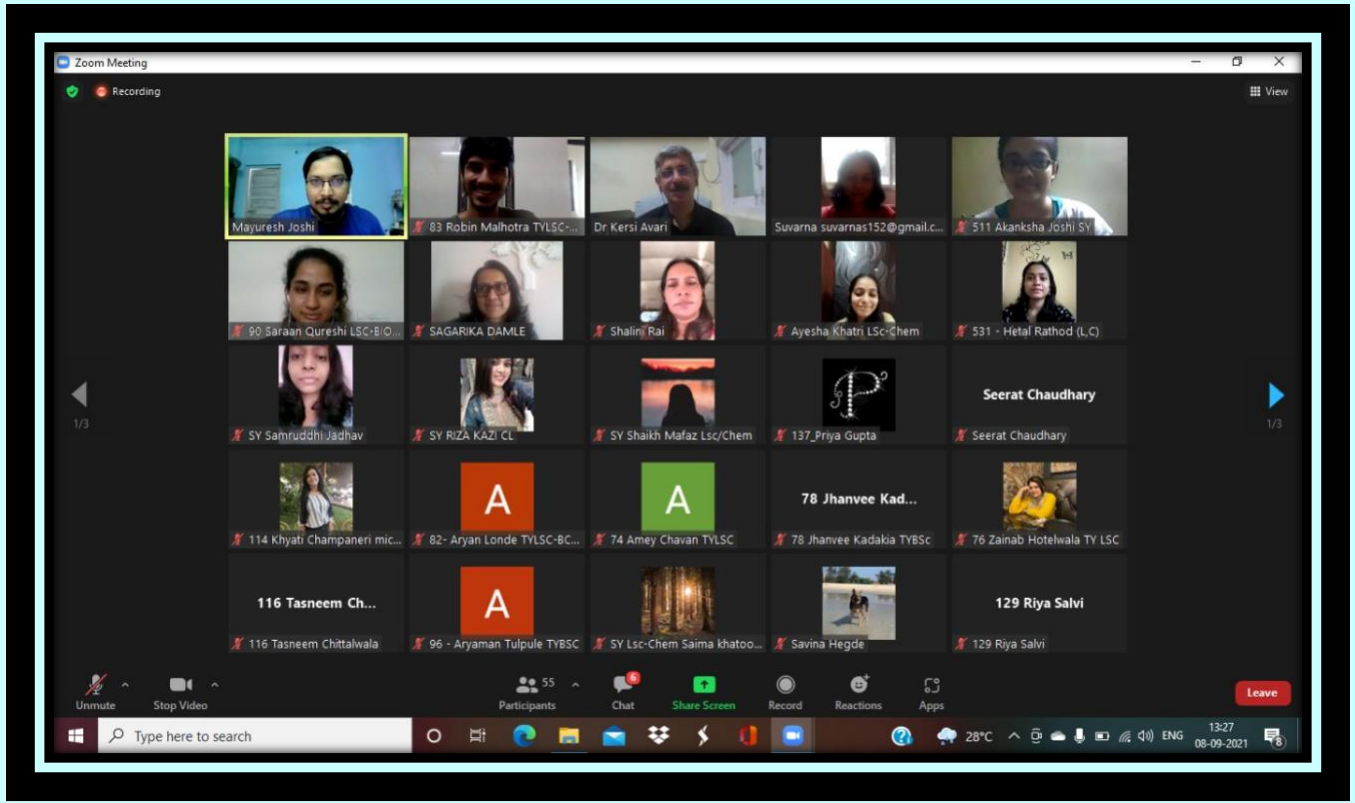 Zoom Meeting
Recording
View
Mayuresh Joshi
83 Robin Malhotra TYLSC-...
Dr Kersi Avari
Suvarna suvarnas152@gmail.c...
511 Akanksha Joshi SY
90 Saraan Qureshi LSC-BIO...
SAGARIKA DAMLE
Shalini Rai
Ayesha Khatri LSc-Chem
531 - Hetal Rathod (L,C)
SY Samruddhi Jadhav
SY RIZA KAZI CL
SY Shaikh Mafaz Lsc/Chem
P
137_Priya Gupta
Seerat Chaudhary
Seerat Chaudhary
1/3
1/3
114 Khyati Champaneri mic...
A
82- Aryan Londe TYLSC-BC...
A
74 Amey Chavan TYLSC
78 Jhanvee Kad...
78 Jhanvee Kadakia TYBSc
76 Zainab Hotelwala TY LSC
116 Tasneem Ch...
116 Tasneem Chittalwala
A
96 - Aryaman Tulpule TYBSC
SY Lsc-Chem Saima khatoo...
Savina Hegde
129 Riya Salvi
129 Riya Salvi
Unmute
Stop Video
55
Participants
6
Chat
Share Screen
Record
Reactions
Apps
Leave
Type here to search
28°C
ENG
13:27
08-09-2021
8